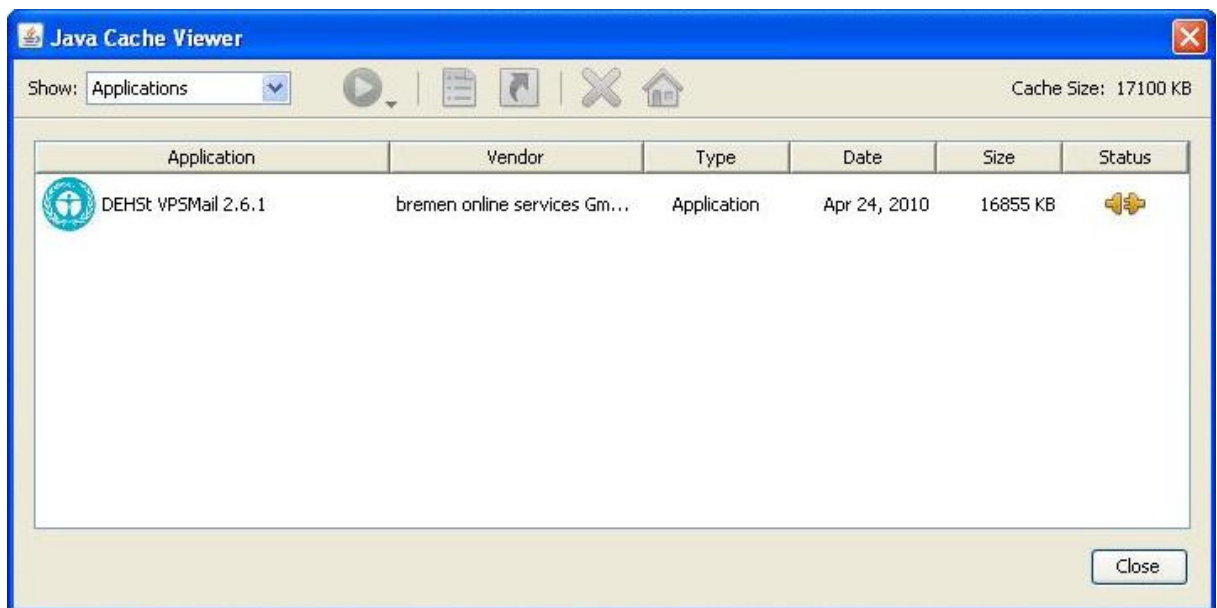 Java Cache Viewer
Show: Applications Cache Size: 17100 KB
Application Vendor Type Date Size Status
DEHSt VPSMail 2.6.1 bremen online services Gm... Application Apr 24, 2010 16855 KB
Close